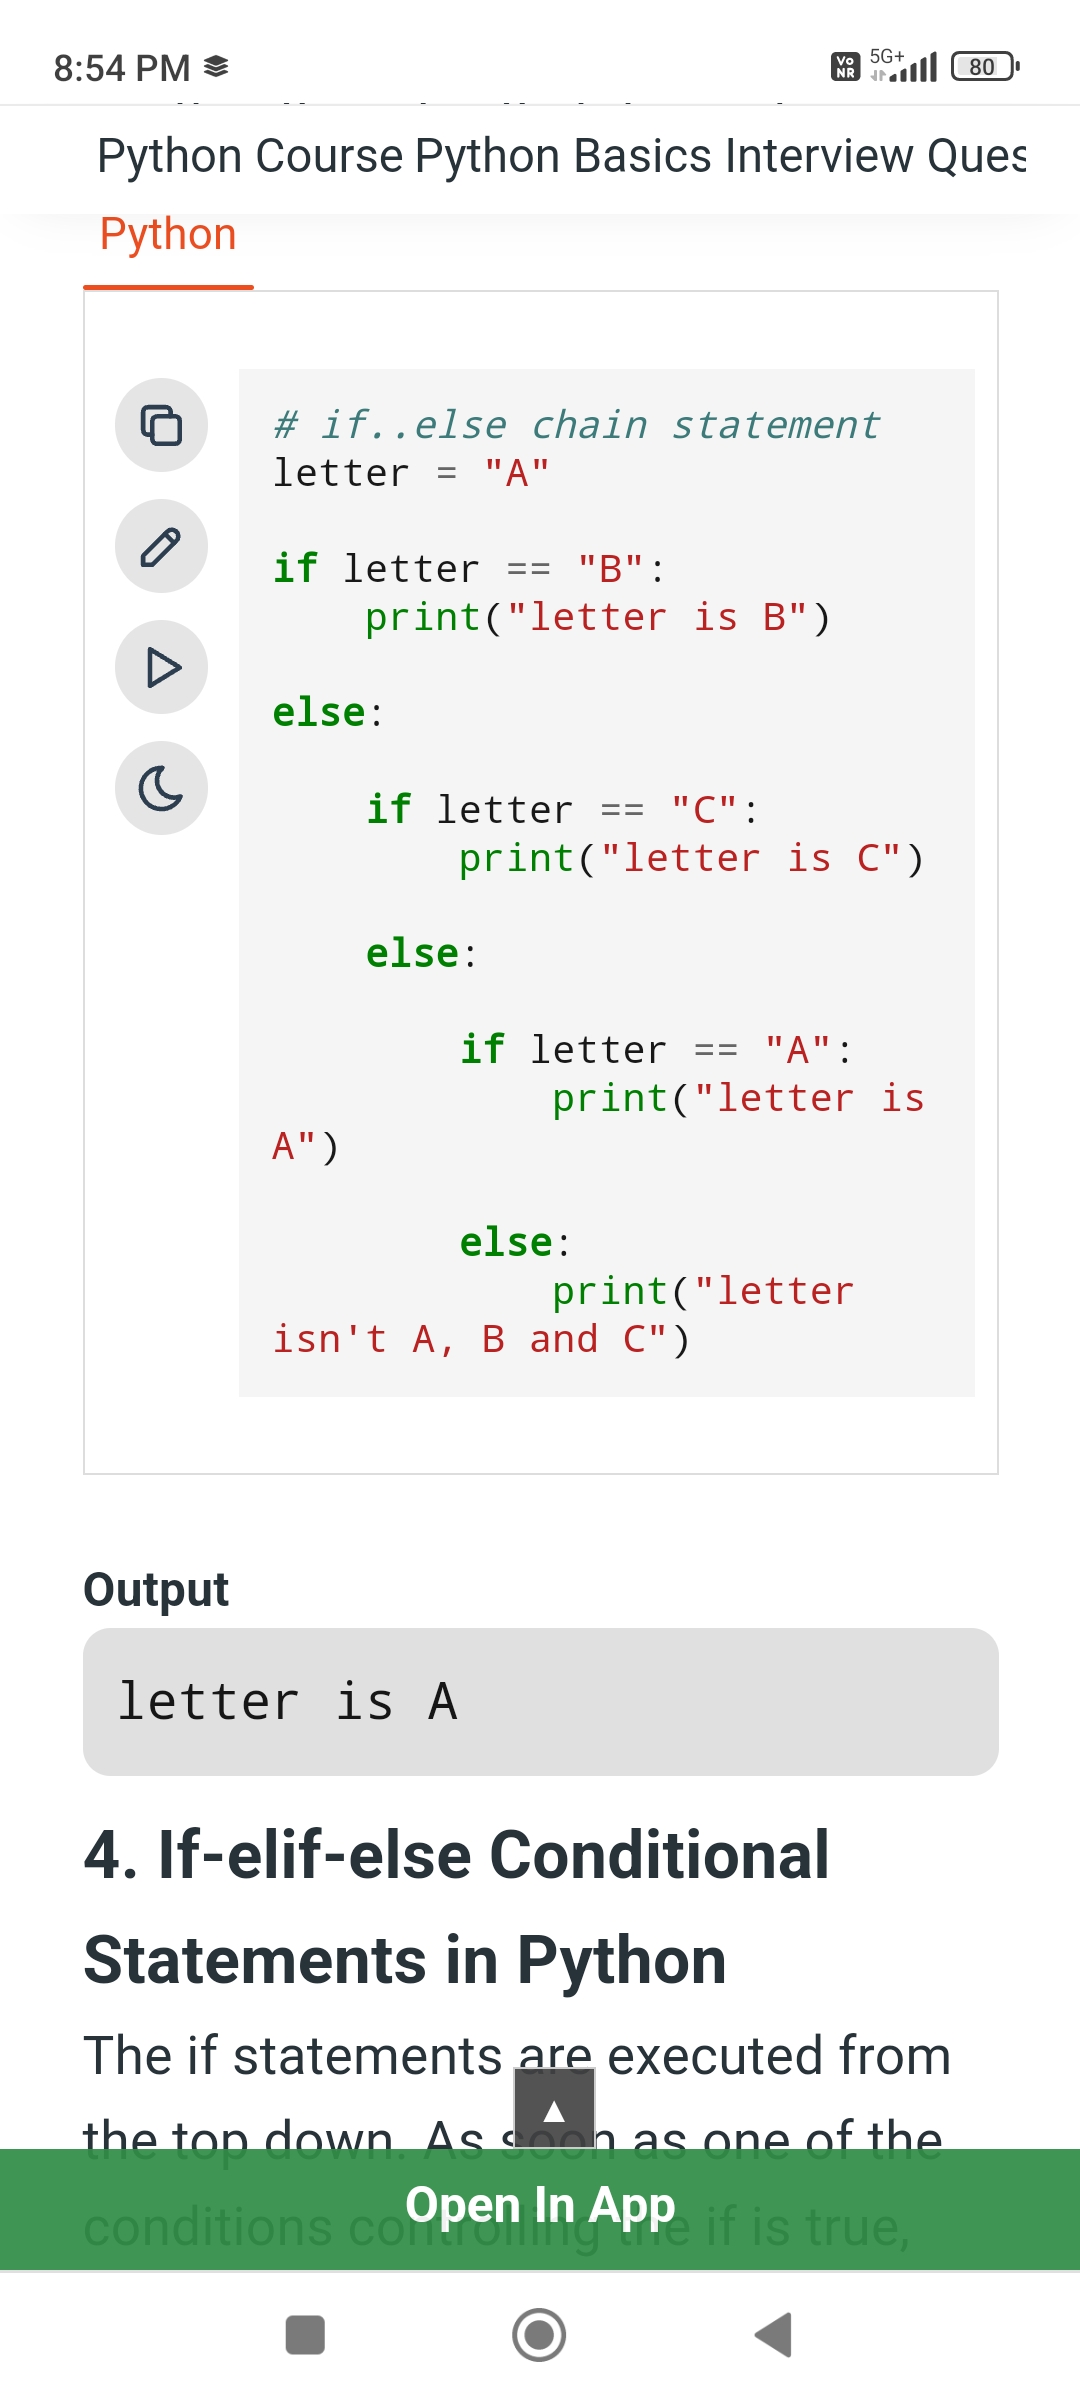 8:54 PM
Vo NR 5G+ 80
Python Course Python Basics Interview Ques
Python
# if..else chain statement
letter = "A"
if letter == "B":
print("letter is B")
else:
if letter == "C":
print("letter is C")
else:
if letter == "A":
print("letter is
A")
else:
print("letter
isn't A, B and C")
Output
letter is A
4. If-elif-else Conditional
Statements in Python
The if statements are executed from
the top down. As soon as one of the
conditions controlling the if is true,
Open In App